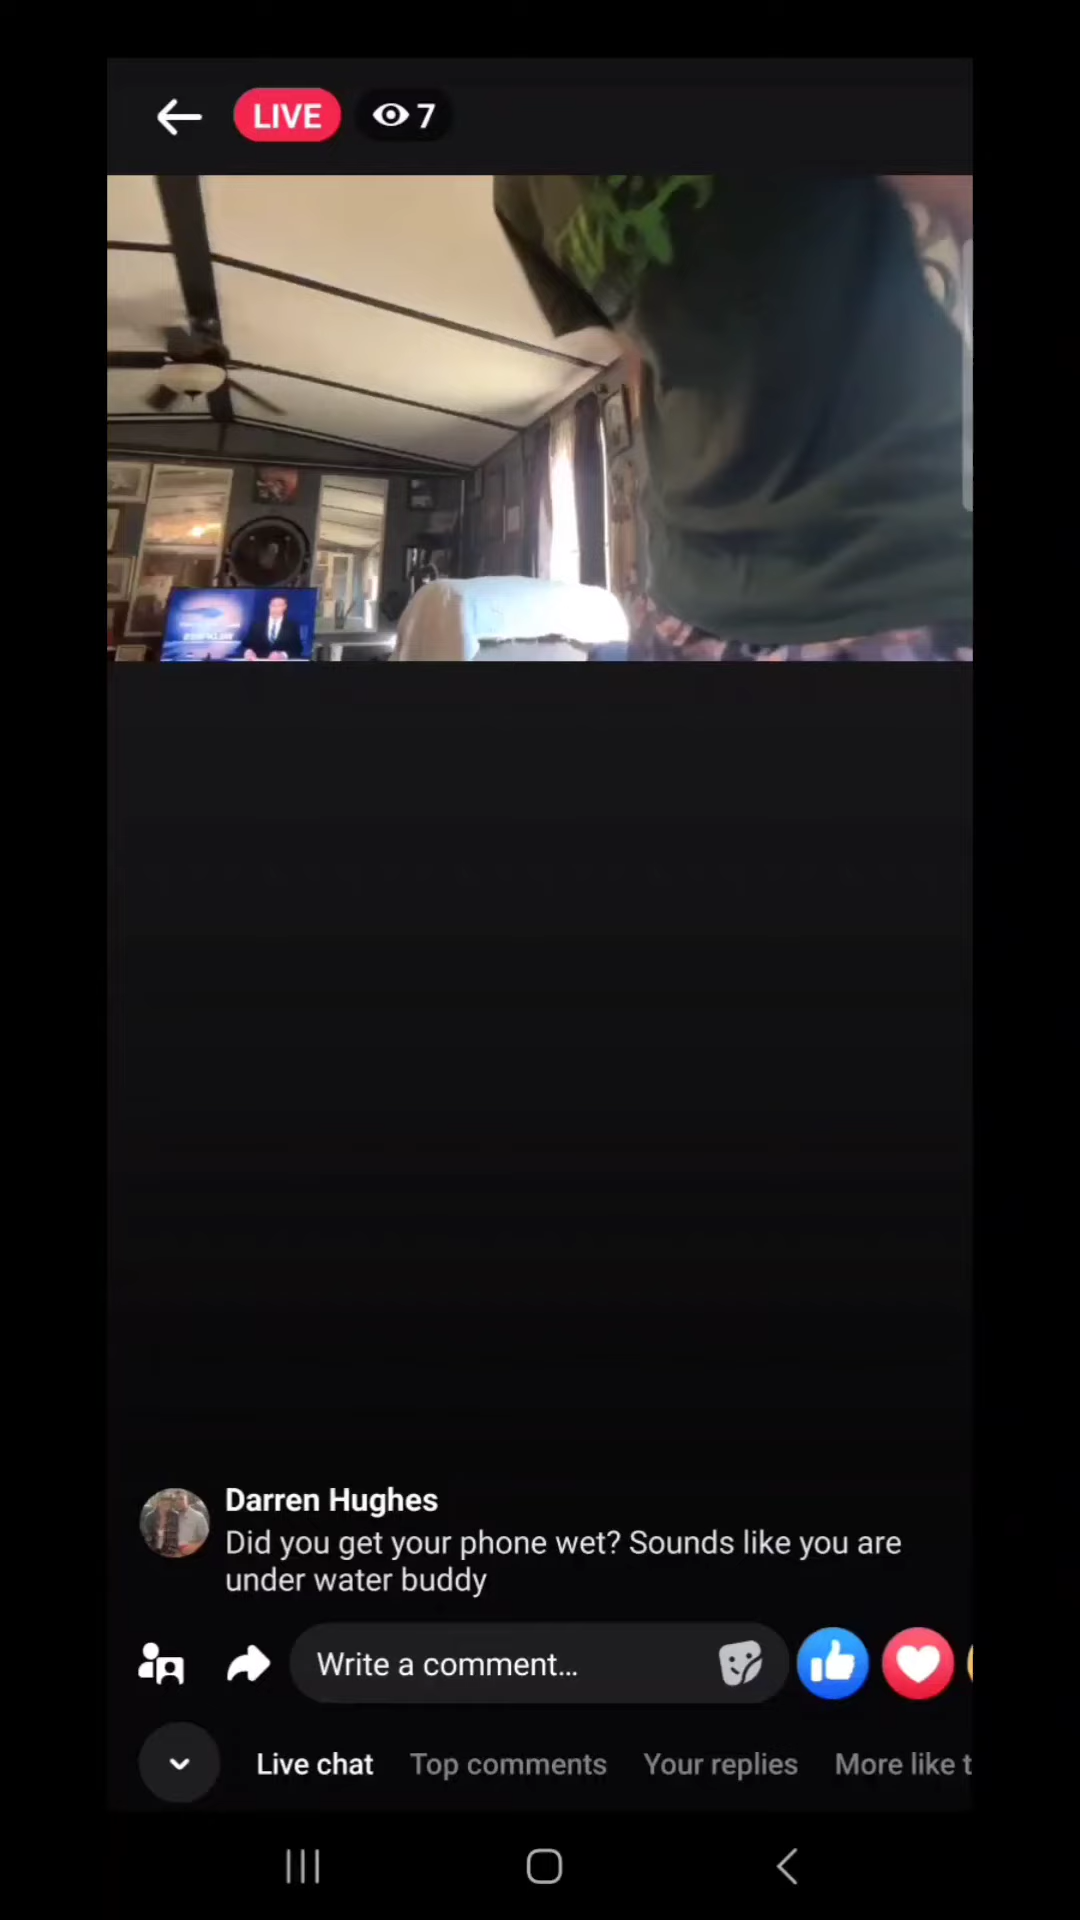 LIVE 7
Darren Hughes
Did you get your phone wet? Sounds like you are
under water buddy
Write a comment...
Live chat Top comments Your replies More like t